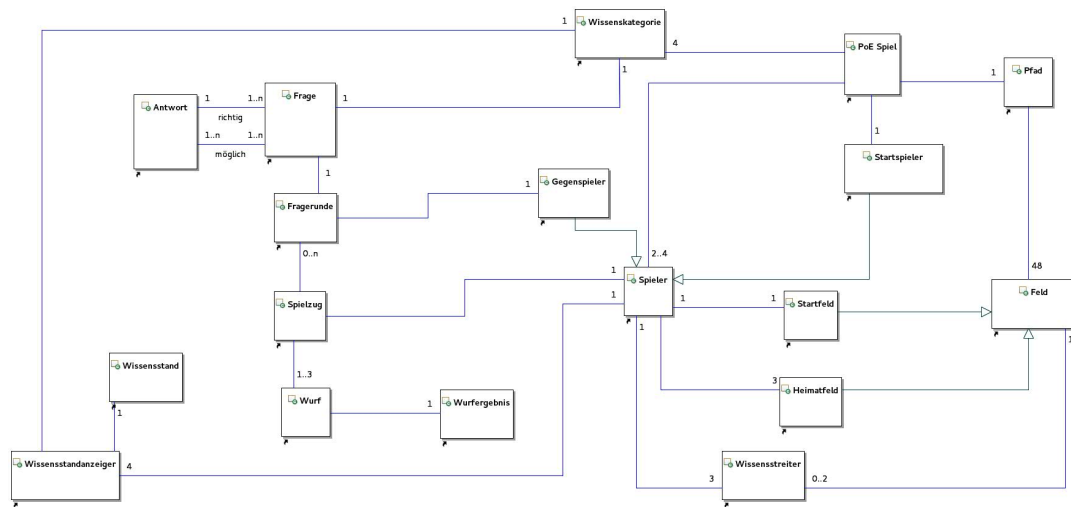 1
Wissenskategorie
4
PoE Spiel
1
1
Pfad
Antwort
1
1..n
Frage
1
richtig
1..n
1..n
möglich
1
Startspieler
1
Gegenspieler
1
Fragerunde
0..n
2..4
48
1
Spieler
1
1
1
Startfeld
Feld
Spielzug
1
1
Wissensstand
1..3
3
Heimatfeld
1
Wurf
1
Wurfergebnis
Wissensstandanzeiger
4
Wissensstreiter
3
0..2